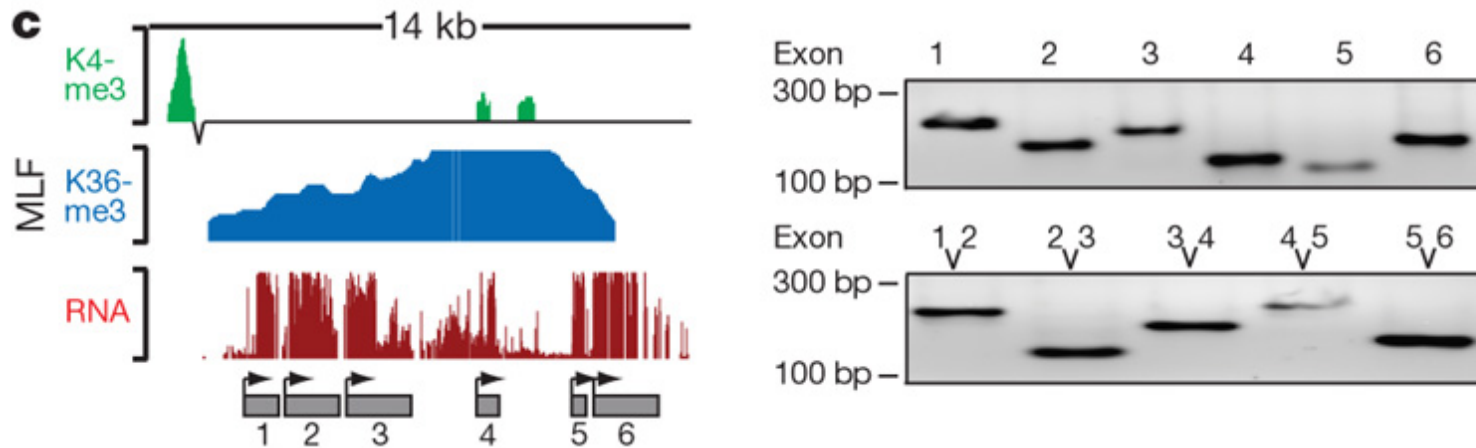 c
14 kb
K4-
me3
MLF
K36-
me3
RNA
1 2 3 4 5 6
Exon 1 2 3 4 5 6
300 bp
100 bp
Exon 1,2 2,3 3,4 4,5 5,6
300 bp
100 bp